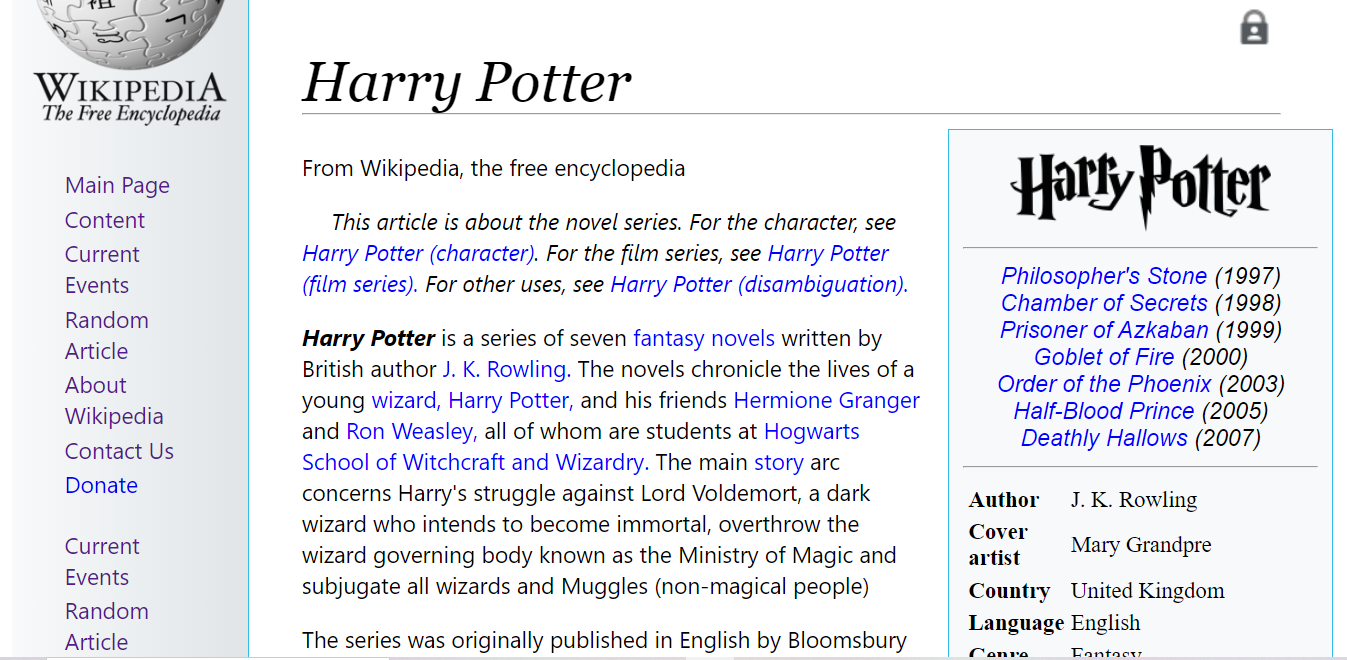 WIKIPEDIA
The Free Encyclopedia
Main Page
Content
Current
Events
Random
Article
About
Wikipedia
Contact Us
Donate
Current
Events
Random
Article
Harry Potter
From Wikipedia, the free encyclopedia
This article is about the novel series. For the character, see
Harry Potter (character). For the film series, see Harry Potter
(film series). For other uses, see Harry Potter (disambiguation).
Harry Potter is a series of seven fantasy novels written by
British author J. K. Rowling. The novels chronicle the lives of a
young wizard, Harry Potter, and his friends Hermione Granger
and Ron Weasley, all of whom are students at Hogwarts
School of Witchcraft and Wizardry. The main story arc
concerns Harry's struggle against Lord Voldemort, a dark
wizard who intends to become immortal, overthrow the
wizard governing body known as the Ministry of Magic and
subjugate all wizards and Muggles (non-magical people)
The series was originally published in English by Bloomsbury
Harry Potter
Philosopher's Stone (1997)
Chamber of Secrets (1998)
Prisoner of Azkaban (1999)
Goblet of Fire (2000)
Order of the Phoenix (2003)
Half-Blood Prince (2005)
Deathly Hallows (2007)
Author J. K. Rowling
Cover
artist Mary Grandpre
Country United Kingdom
Language English
Genre Fantasy